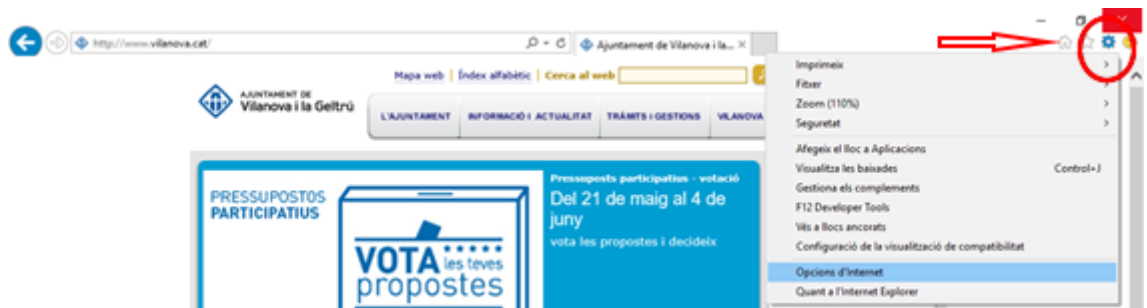 http://www.vilanova.cat/
Ajuntament de Vilanova i la...
Mapa web | Índex alfabètic | Cerca al web
AJUNTAMENT DE
Vilanova i la Geltrú
L'AJUNTAMENT INFORMACIÓ I ACTUALITAT TRÀMITS I GESTIONS VILANOVA
PRESSUPOSTOS
PARTICIPATIUS
VOTA les teves
propostes
Pressuposts participatius - votació
Del 21 de maig al 4 de
juny
vota les propostes i decideix
Imprimeix
Fitxer
Zoom (110%)
Seguretat
Afegeix el lloc a Aplicacions
Visualitza les baixades Control+J
Gestiona els complements
F12 Developer Tools
Vés a llocs ancorats
Configuració de la visualització de compatibilitat
Opcions d'Internet
Quant a l'Internet Explorer